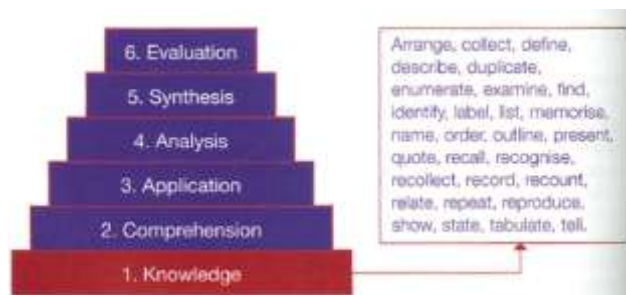 6. Evaluation
5. Synthesis
4. Analysis
3. Application
2. Comprehension
1. Knowledge
Arrange, collect, define,
describe, duplicate,
enumerate, examine, find,
identify, label, list, memorise,
name, order, outline, present,
quote, recall, recognise,
recollect, record, recount,
relate, repeat, reproduce,
show, state, tabulate, tell.